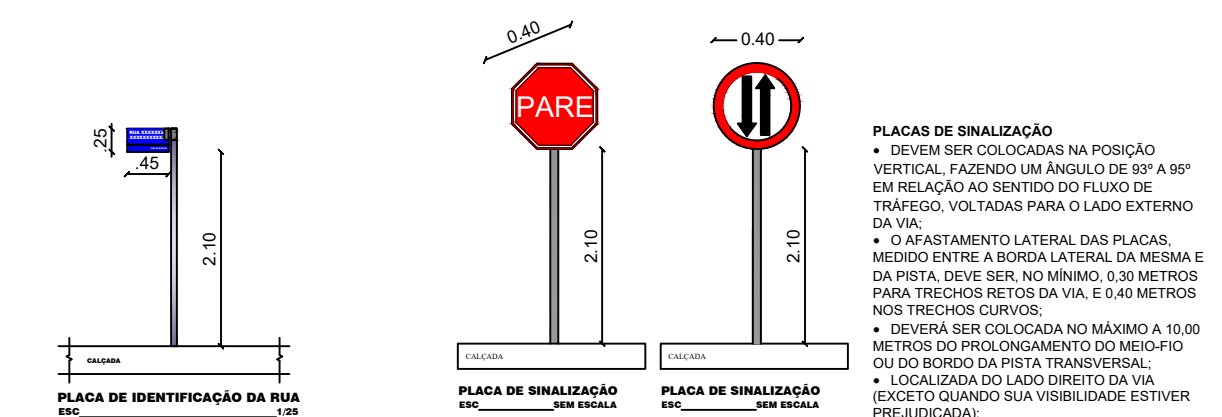 .25
RUA XXXXXXX
XXXXXXXXXX
.45
2.10
CALÇADA
PLACA DE IDENTIFICAÇÃO DA RUA
ESC 1/25
0.40
PARE
2.10
CALÇADA
PLACA DE SINALIZAÇÃO
ESC SEM ESCALA
0.40
2.10
CALÇADA
PLACA DE SINALIZAÇÃO
ESC SEM ESCALA
PLACAS DE SINALIZAÇÃO
• DEVEM SER COLOCADAS NA POSIÇÃO
VERTICAL, FAZENDO UM ÂNGULO DE 93º A 95º
EM RELAÇÃO AO SENTIDO DO FLUXO DE
TRÁFEGO, VOLTADAS PARA O LADO EXTERNO
DA VIA;
• O AFASTAMENTO LATERAL DAS PLACAS,
MEDIDO ENTRE A BORDA LATERAL DA MESMA E
DA PISTA, DEVE SER, NO MÍNIMO, 0,30 METROS
PARA TRECHOS RETOS DA VIA, E 0,40 METROS
NOS TRECHOS CURVOS;
• DEVERÁ SER COLOCADA NO MÁXIMO A 10,00
METROS DO PROLONGAMENTO DO MEIO-FIO
OU DO BORDO DA PISTA TRANSVERSAL;
• LOCALIZADA DO LADO DIREITO DA VIA
(EXCETO QUANDO SUA VISIBILIDADE ESTIVER
PREJUDICADA);